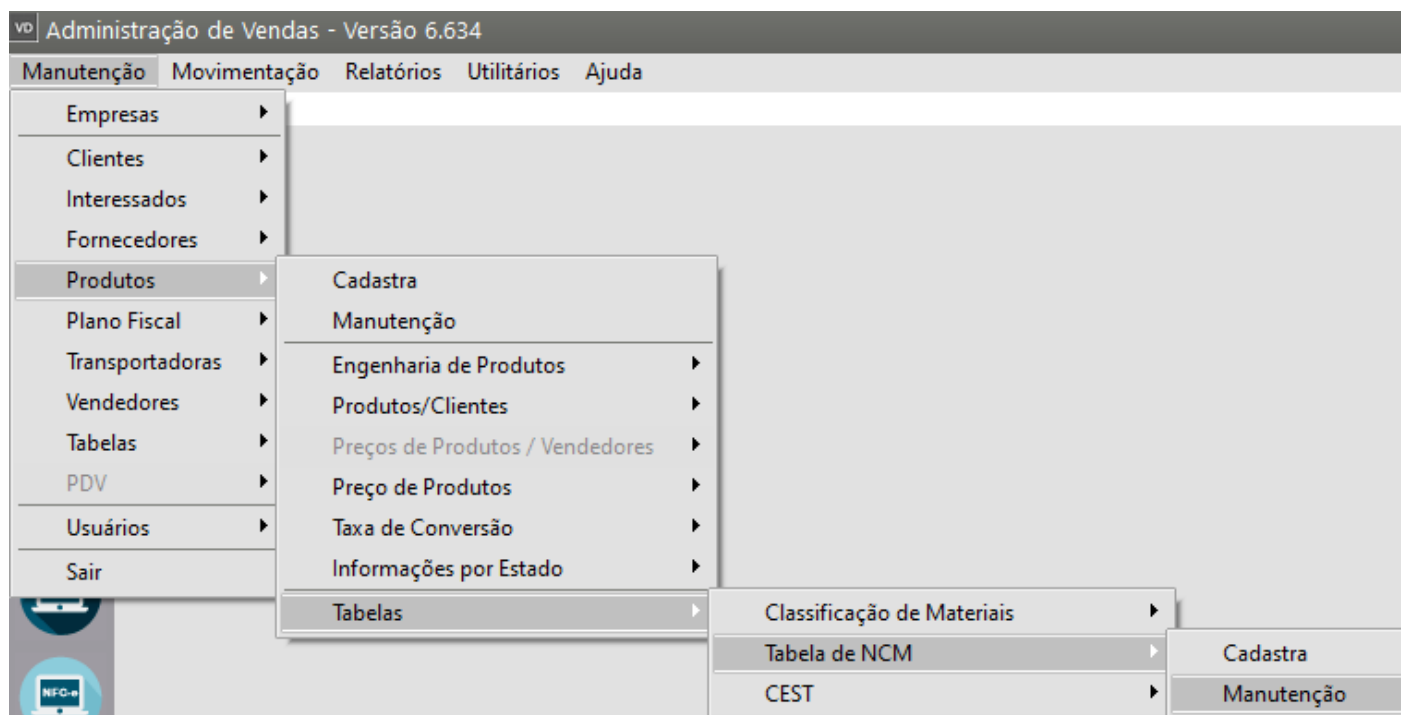 VD Administração de Vendas - Versão 6.634
Manutenção Movimentação Relatórios Utilitários Ajuda
Empresas
Clientes
Interessados
Fornecedores
Produtos
Plano Fiscal
Transportadoras
Vendedores
Tabelas
PDV
Usuários
Sair
Cadastra
Manutenção
Engenharia de Produtos
Produtos/Clientes
Preços de Produtos / Vendedores
Preço de Produtos
Taxa de Conversão
Informações por Estado
Tabelas
Classificação de Materiais
Tabela de NCM
CEST
Cadastra
Manutenção
NFC-e